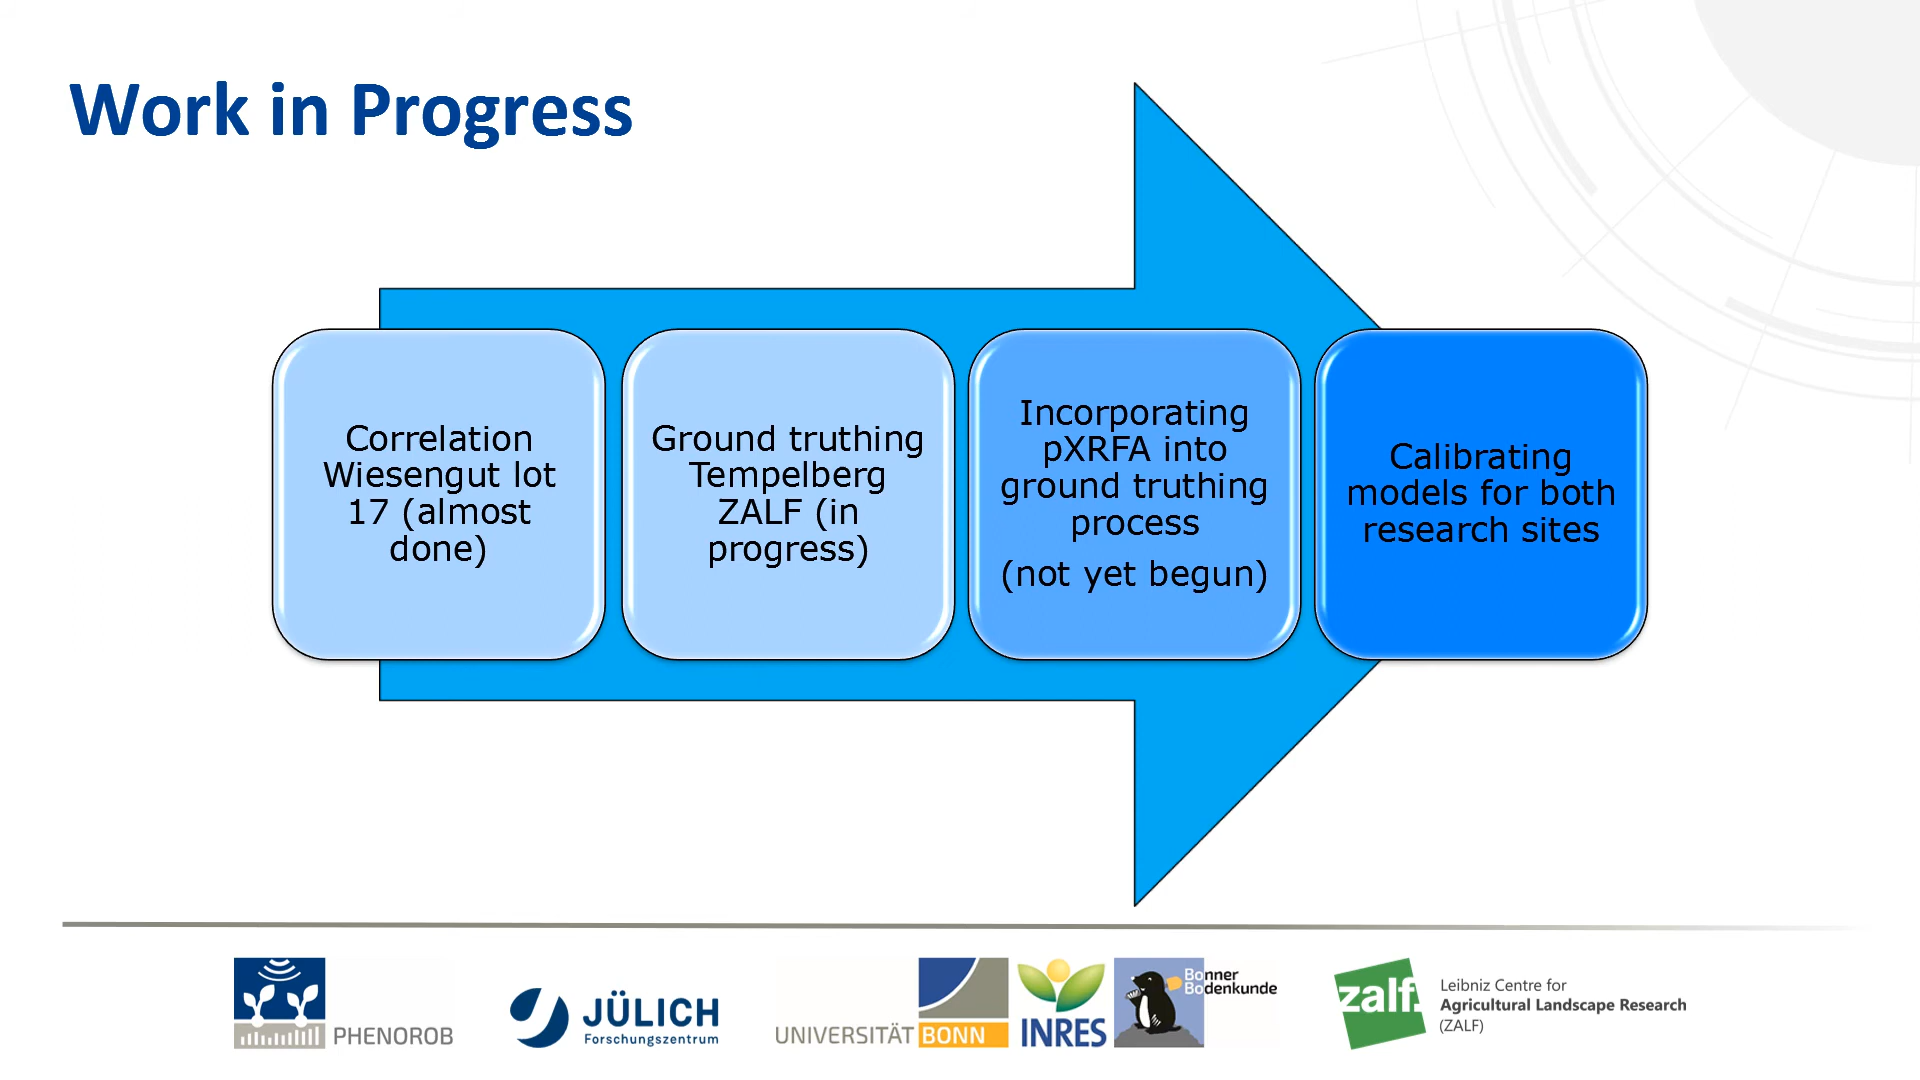 Work in Progress
Correlation
Wiesengut lot
17 (almost
done)
Ground truthing
Tempelberg
ZALF (in
progress)
Incorporating
pXRFA into
ground truthing
process
(not yet begun)
Calibrating
models for both
research sites
PHENOROB
JÜLICH
Forschungszentrum
UNIVERSITÄT BONN
INRES
Bonner
Bodenkunde
zalf.
Leibniz Centre for
Agricultural Landscape Research
(ZALF)